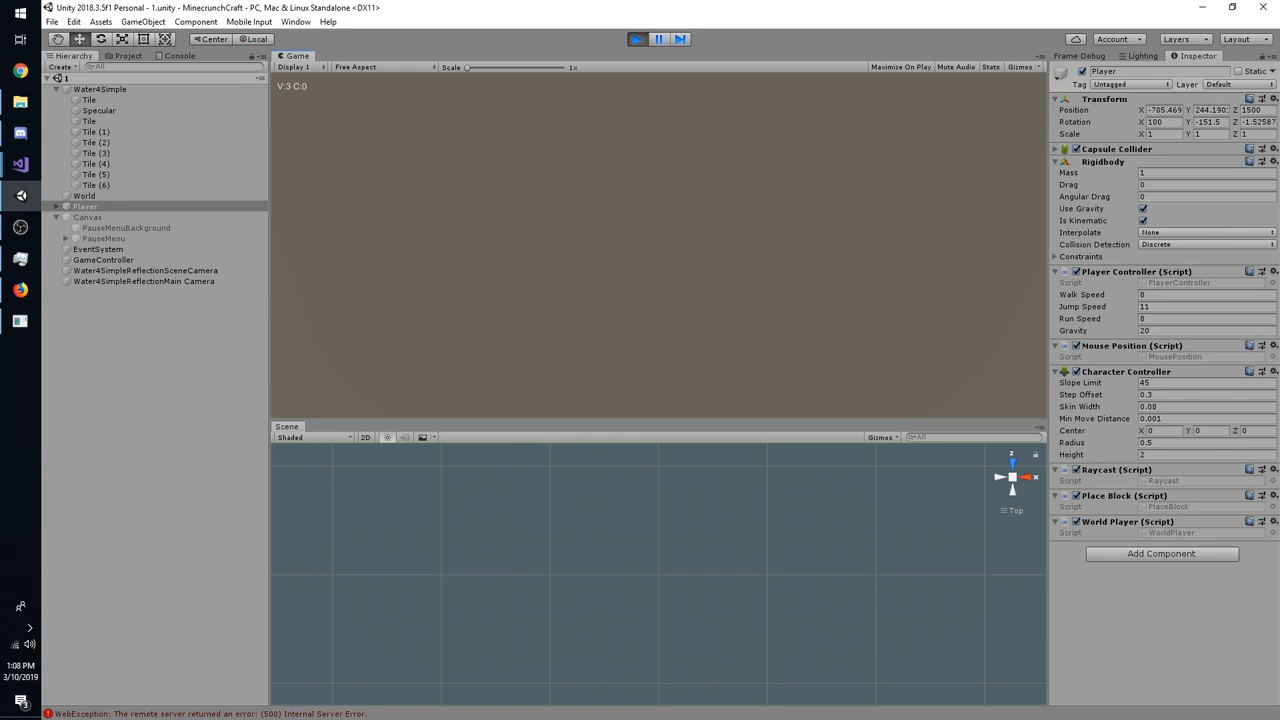 Unity 2018.3.5f1 Personal - 1.unity - MinecrunchCraft - PC, Mac & Linux Standalone <DX11>
File Edit Assets GameObject Component Mobile Input Window Help
Center Local Account Layers Layout
Hierarchy Project Console
Create All
1
Water4Simple
Tile
Specular
Tile
Tile (1)
Tile (2)
Tile (3)
Tile (4)
Tile (5)
Tile (6)
World
Player
Canvas
PauseMenuBackground
PauseMenu
EventSystem
GameController
Water4SimpleReflectionSceneCamera
Water4SimpleReflectionMain Camera
Game
Display 1 Free Aspect Scale 1x Maximize On Play Mute Audio Stats Gizmos
V:3 C:0
Scene
Shaded 2D Gizmos All
z
x
Top
Frame Debug Lighting Inspector
Player Static
Tag Untagged Layer Default
Transform
Position X -705.469 Y 244.190 Z 1500
Rotation X 100 Y -151.5 Z -1.52587
Scale X 1 Y 1 Z 1
Capsule Collider
Rigidbody
Mass 1
Drag 0
Angular Drag 0
Use Gravity
Is Kinematic
Interpolate None
Collision Detection Discrete
Constraints
Player Controller (Script)
Script PlayerController
Walk Speed 8
Jump Speed 11
Run Speed 8
Gravity 20
Mouse Position (Script)
Script MousePosition
Character Controller
Slope Limit 45
Step Offset 0.3
Skin Width 0.08
Min Move Distance 0.001
Center X 0 Y 0 Z 0
Radius 0.5
Height 2
Raycast (Script)
Script Raycast
Place Block (Script)
Script PlaceBlock
World Player (Script)
Script WorldPlayer
Add Component
1:08 PM
3/10/2019
3
WebException: The remote server returned an error: (500) Internal Server Error.